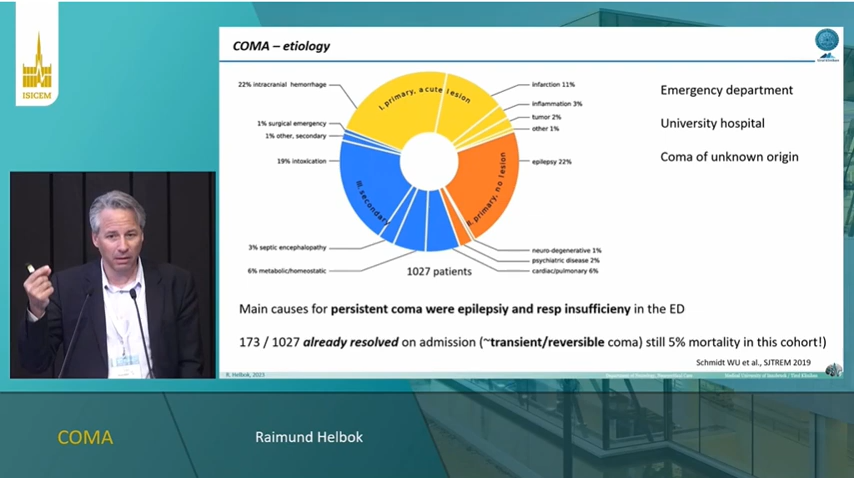 ISICEM
COMA – etiology
22% intracranial hemorrhage
1% surgical emergency
1% other, secondary
19% intoxication
3% septic encephalopathy
6% metabolic/homeostatic
I. primary, acute lesion
II. primary, no lesion
III. secondary
infarction 11%
inflammation 3%
tumor 2%
other 1%
epilepsy 22%
neuro-degenerative 1%
psychiatric disease 2%
cardiac/pulmonary 6%
1027 patients
Emergency department
University hospital
Coma of unknown origin
Main causes for persistent coma were epilepsiy and resp insufficieny in the ED
173 / 1027 already resolved on admission (~transient/reversible coma) still 5% mortality in this cohort!)
Schmidt WU et al., SJTREM 2019
R. Helbok, 2023
COMA
Raimund Helbok